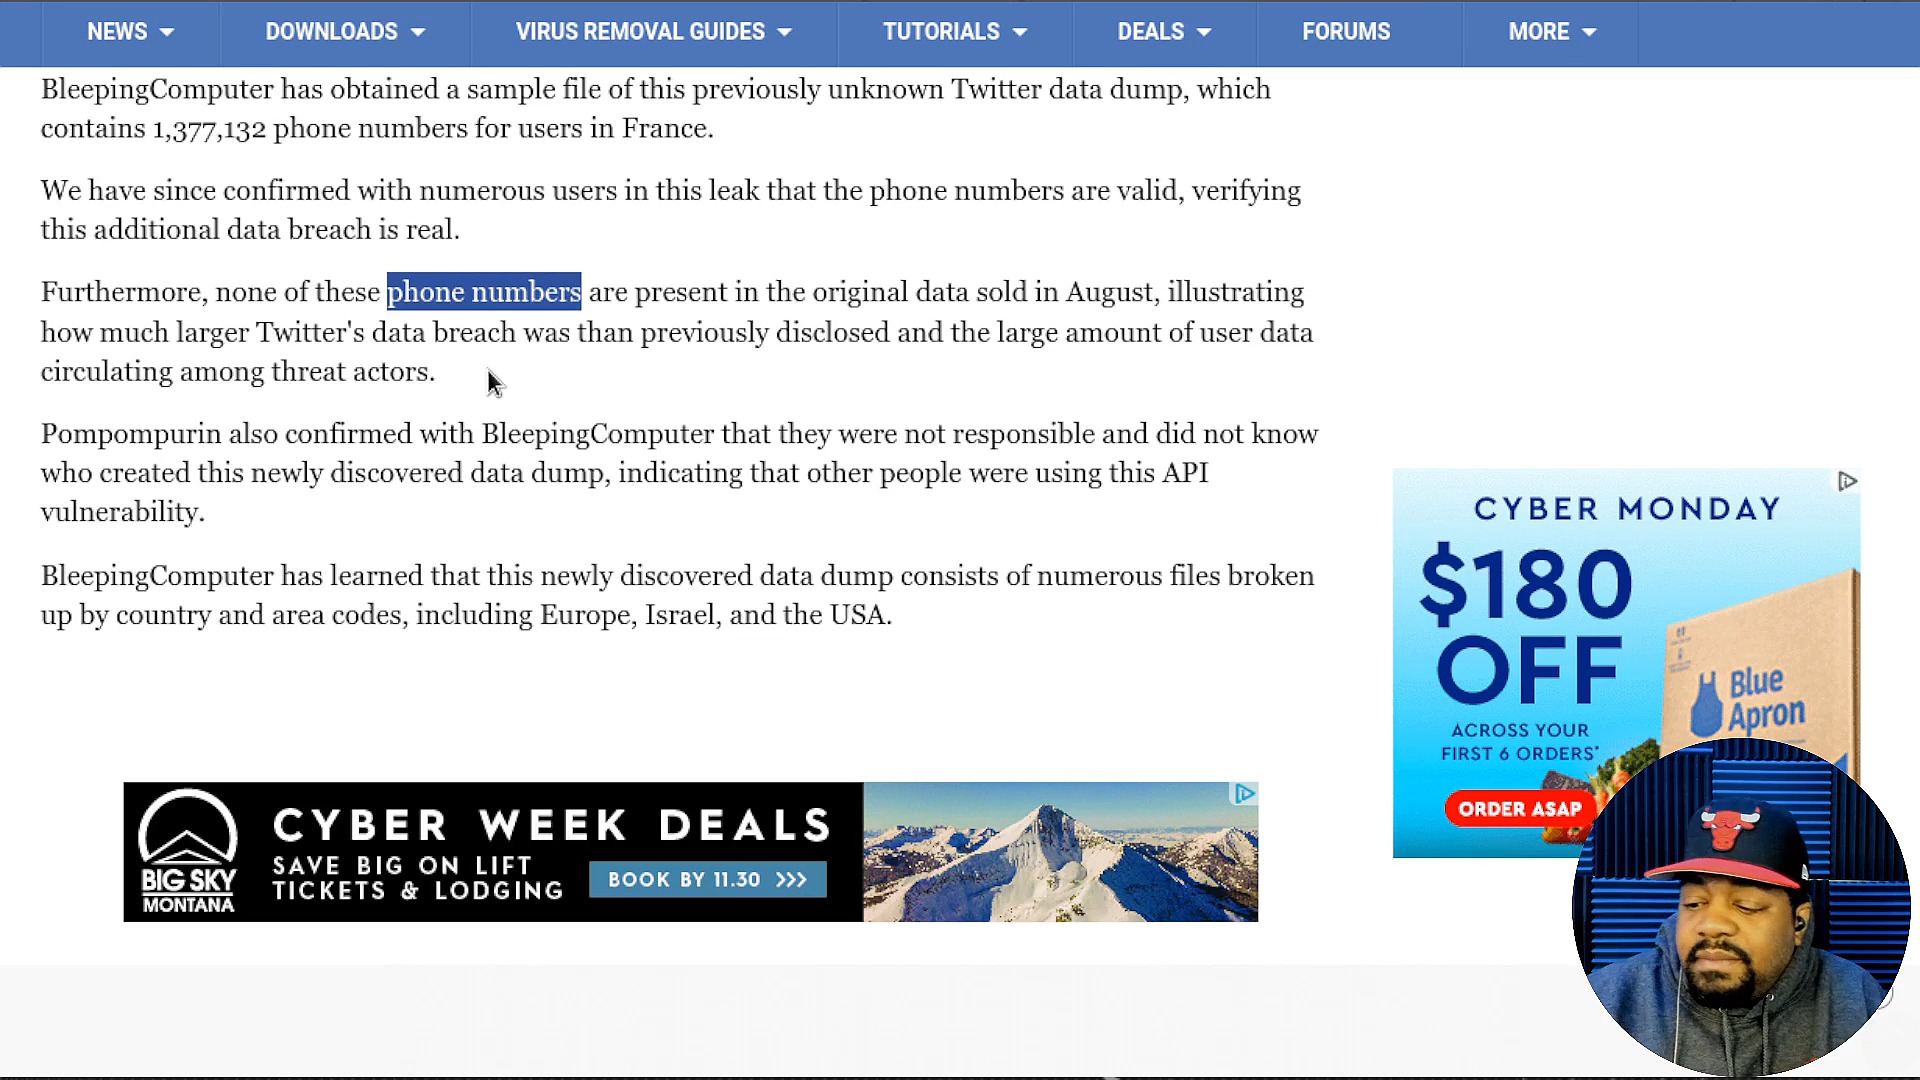 NEWS
DOWNLOADS
VIRUS REMOVAL GUIDES
TUTORIALS
DEALS
FORUMS
MORE
BleepingComputer has obtained a sample file of this previously unknown Twitter data dump, which
contains 1,377,132 phone numbers for users in France.
We have since confirmed with numerous users in this leak that the phone numbers are valid, verifying
this additional data breach is real.
Furthermore, none of these phone numbers are present in the original data sold in August, illustrating
how much larger Twitter's data breach was than previously disclosed and the large amount of user data
circulating among threat actors.
Pompompurin also confirmed with BleepingComputer that they were not responsible and did not know
who created this newly discovered data dump, indicating that other people were using this API
vulnerability.
BleepingComputer has learned that this newly discovered data dump consists of numerous files broken
up by country and area codes, including Europe, Israel, and the USA.
CYBER MONDAY
$180
OFF
ACROSS YOUR
FIRST 6 ORDERS*
ORDER ASAP
Blue
Apron
BIG SKY
MONTANA
CYBER WEEK DEALS
SAVE BIG ON LIFT
TICKETS & LODGING
BOOK BY 11.30 >>>